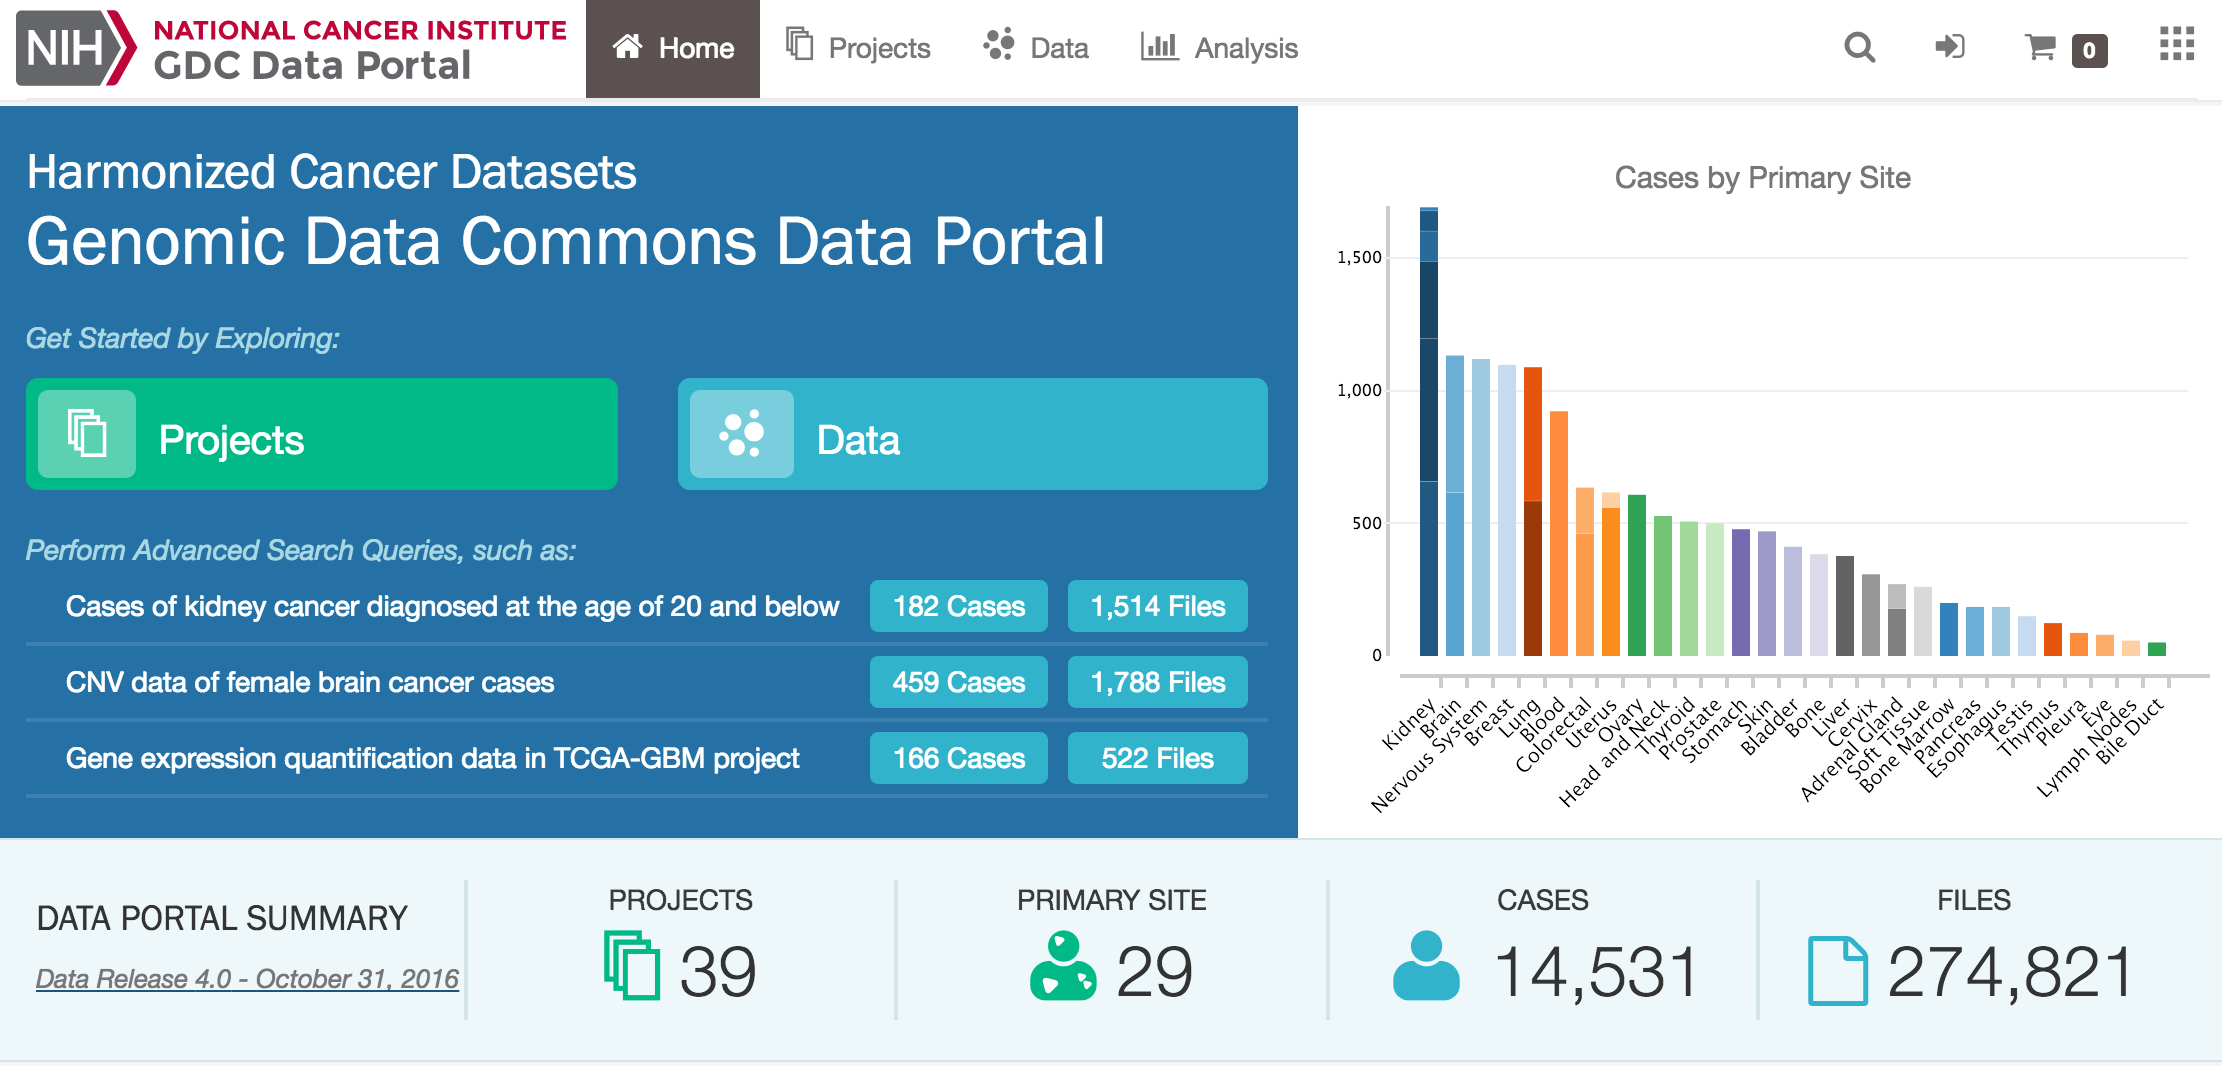 NIH
NATIONAL CANCER INSTITUTE
GDC Data Portal
Home
Projects
Data
Analysis
0
Harmonized Cancer Datasets
Genomic Data Commons Data Portal
Get Started by Exploring:
Projects
Data
Perform Advanced Search Queries, such as:
Cases of kidney cancer diagnosed at the age of 20 and below
182 Cases
1,514 Files
CNV data of female brain cancer cases
459 Cases
1,788 Files
Gene expression quantification data in TCGA-GBM project
166 Cases
522 Files
Cases by Primary Site
1,500
1,000
500
0
Kidney
Brain
Nervous System
Breast
Lung
Blood
Colorectal
Uterus
Ovary
Head and Neck
Thyroid
Prostate
Stomach
Skin
Bladder
Bone
Liver
Cervix
Adrenal Gland
Soft Tissue
Bone Marrow
Pancreas
Esophagus
Testis
Thymus
Pleura
Eye
Lymph Nodes
Bile Duct
DATA PORTAL SUMMARY
Data Release 4.0 - October 31, 2016
PROJECTS
39
PRIMARY SITE
29
CASES
14,531
FILES
274,821